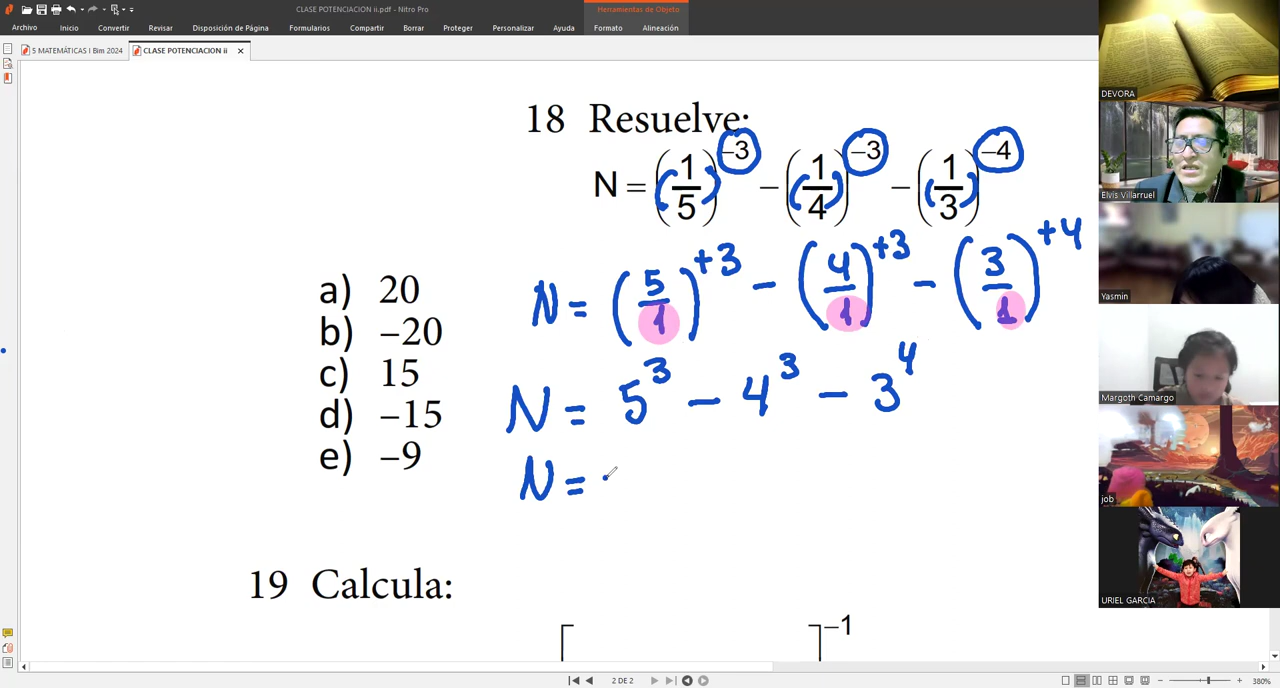 CLASE POTENCIACION ii.pdf - Nitro Pro
Herramientas de Objeto
Archivo Inicio Convertir Revisar Disposición de Página Formularios Compartir Borrar Proteger Personalizar Ayuda Formato Alineación
5 MATEMÁTICAS I Bim 2024 CLASE POTENCIACION ii
18 Resuelve:
N = (1/5)^−3 − (1/4)^−3 − (1/3)^−4
N = (5/1)^+3 − (4/1)^+3 − (3/1)^+4
N = 5^3 − 4^3 − 3^4
N =
a) 20
b) −20
c) 15
d) −15
e) −9
19 Calcula:
[ ]^−1
2 DE 2
380%
DEVORA
Elvis Villarruel
Yasmin
Margoth Camargo
job
URIEL GARCIA